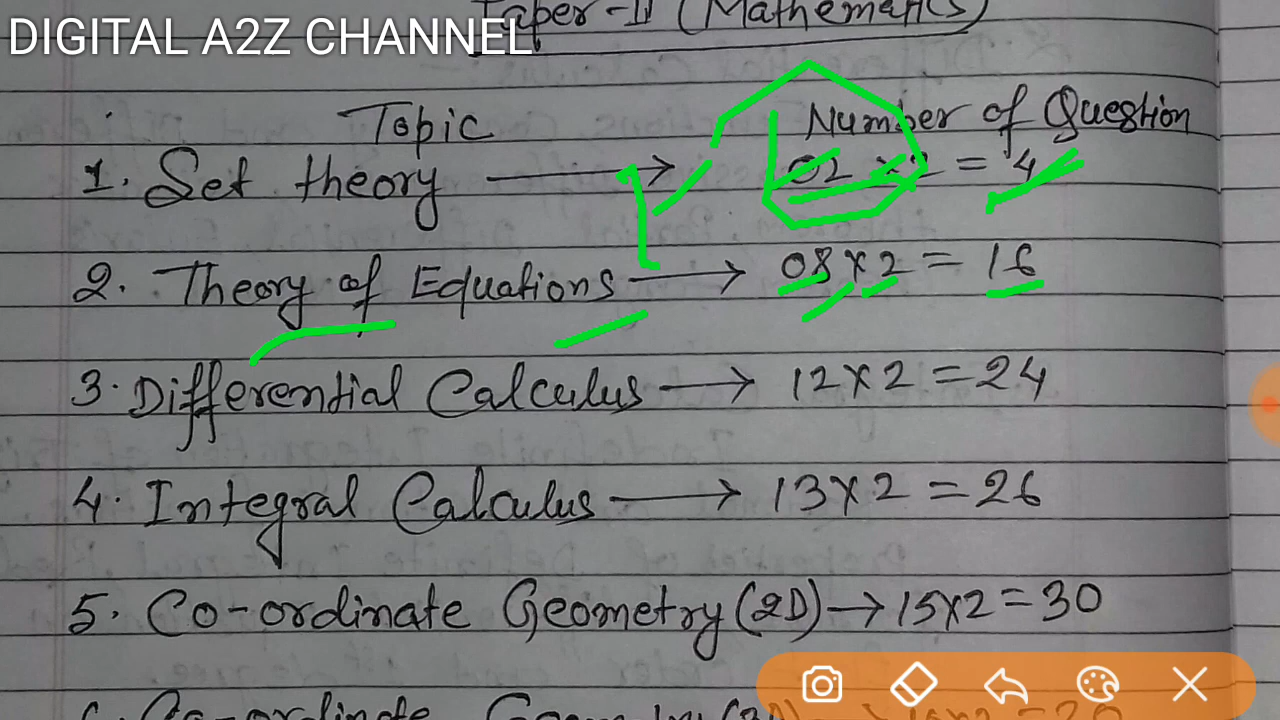 Paper-II (Mathematics)
DIGITAL A2Z CHANNEL
Topic Number of Question
1. Set theory → 02 × 2 = 4
2. Theory of Equations → 08 × 2 = 16
3. Differential Calculus → 12 × 2 = 24
4. Integral Calculus → 13 × 2 = 26
5. Co-ordinate Geometry (2D) → 15 × 2 = 30
Co-ordinate